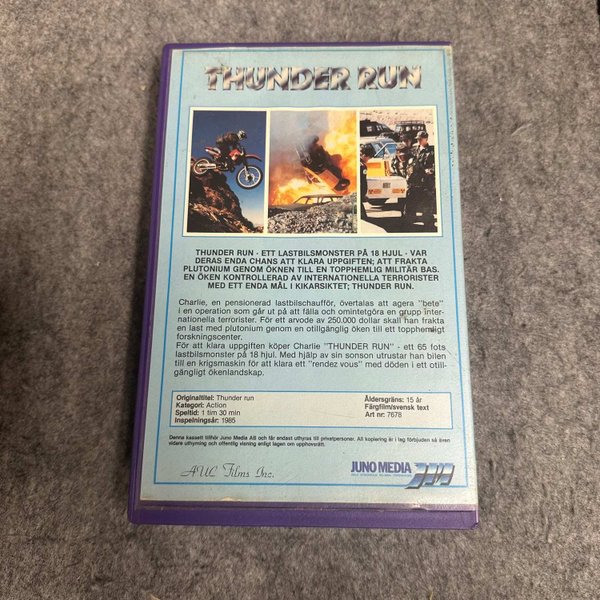 THUNDER RUN
THUNDER RUN - ETT LASTBILSMONSTER PÅ 18 HJUL - VAR
DERAS ENDA CHANS ATT KLARA UPPGIFTEN; ATT FRAKTA
PLUTONIUM GENOM ÖKNEN TILL EN TOPPHEMLIG MILITÄR BAS.
EN ÖKEN KONTROLLERAD AV INTERNATIONELLA TERRORISTER
MED ETT ENDA MÅL I KIKARSIKTET; THUNDER RUN.
Charlie, en pensionerad lastbilschaufför, övertalas att agera "bete"
i en operation som går ut på att fälla och omintetgöra en grupp inter-
nationella terrorister. För ett arvode av 250.000 dollar skall han frakta
en last med plutonium genom en otillgänglig öken till ett topphemligt
forskningscenter.
För att klara uppgiften köper Charlie "THUNDER RUN" - ett 65 fots
lastbilsmonster på 18 hjul. Med hjälp av sin sonson utrustar han bilen
till en krigsmaskin för att klara ett "rendez vous" med döden i ett otill-
gängligt ökenlandskap.
Originaltitel: Thunder run
Kategori: Action
Speltid: 1 tim 30 min
Inspelningsår: 1985
Åldersgräns: 15 år
Färgfilm/svensk text
Art nr: 7678
Denna kassett tillhör Juno Media AB och får endast uthyras till privatpersoner. All kopiering är i lag förbjuden så även
vidare uthyrning och offentlig visning enligt lagen om upphovsrätt.
AUC Films Inc.
JUNO MEDIA